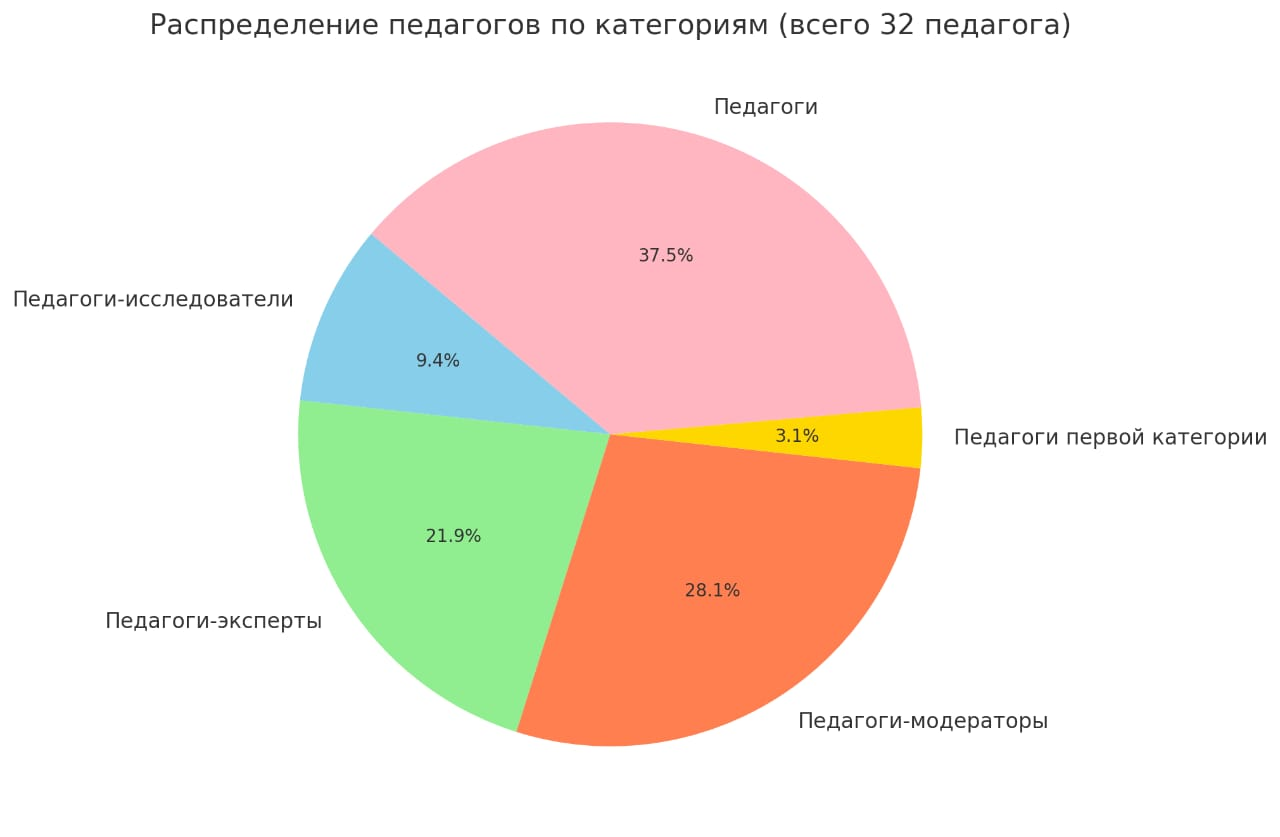 Распределение педагогов по категориям (всего 32 педагога)
Педагоги
37.5%
Педагоги-исследователи
9.4%
3.1%
Педагоги первой категории
21.9%
28.1%
Педагоги-эксперты
Педагоги-модераторы